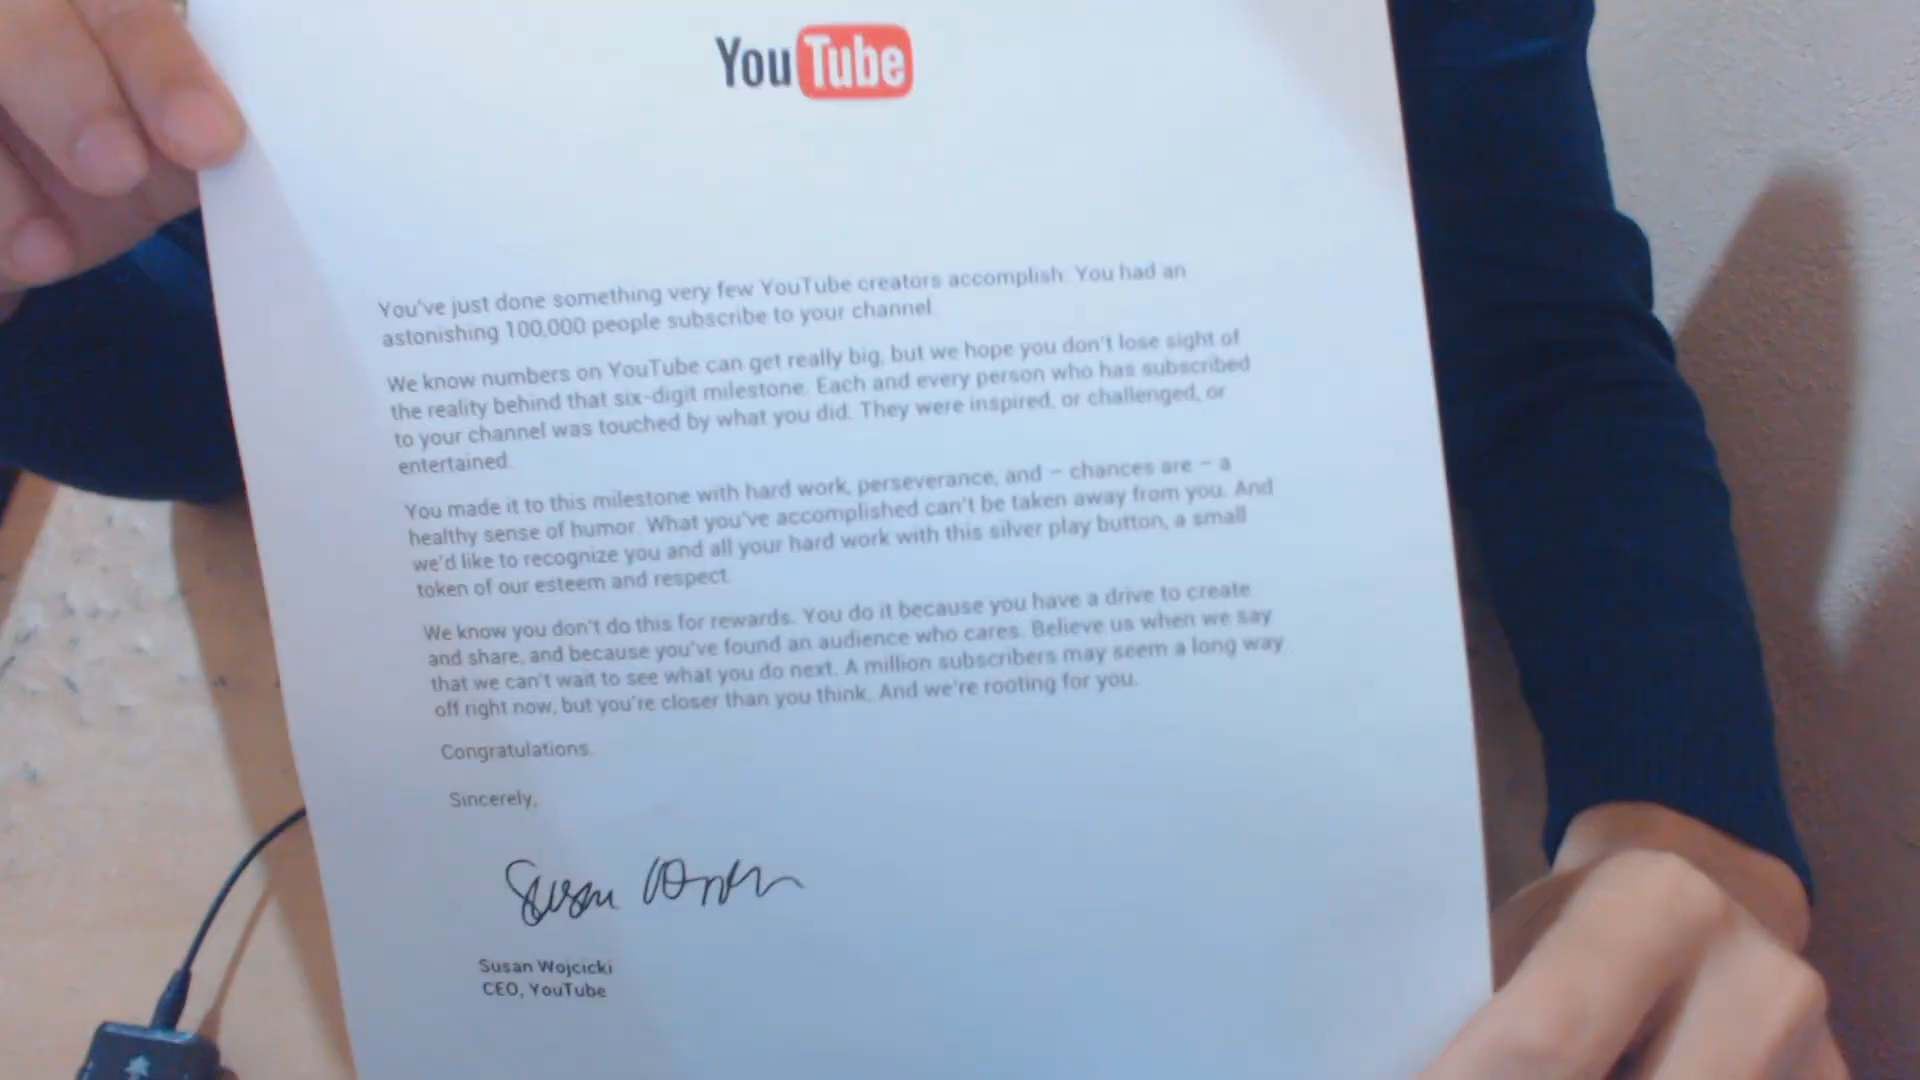 YouTube
You've just done something very few YouTube creators accomplish. You had an
astonishing 100,000 people subscribe to your channel.
We know numbers on YouTube can get really big, but we hope you don't lose sight of
the reality behind that six-digit milestone. Each and every person who has subscribed
to your channel was touched by what you did. They were inspired, or challenged, or
entertained.
You made it to this milestone with hard work, perseverance, and – chances are – a
healthy sense of humor. What you've accomplished can't be taken away from you. And
we'd like to recognize you and all your hard work with this silver play button, a small
token of our esteem and respect.
We know you don't do this for rewards. You do it because you have a drive to create
and share, and because you've found an audience who cares. Believe us when we say
that we can't wait to see what you do next. A million subscribers may seem a long way
off right now, but you're closer than you think. And we're rooting for you.
Congratulations.
Sincerely,
Susan Wojcicki
Susan Wojcicki
CEO, YouTube